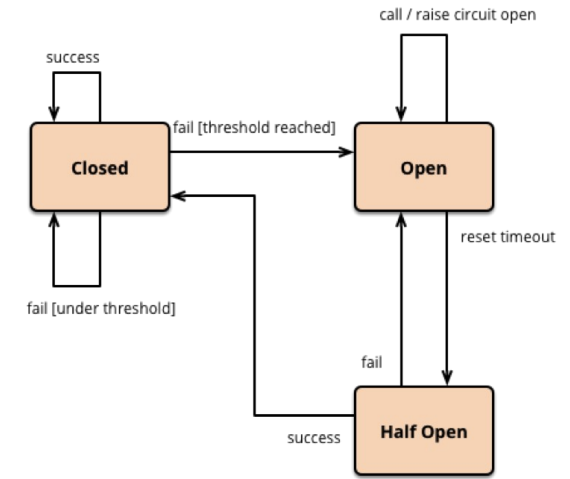 call / raise circuit open
success
fail [threshold reached]
Closed
Open
reset timeout
fail [under threshold]
fail
Half Open
success